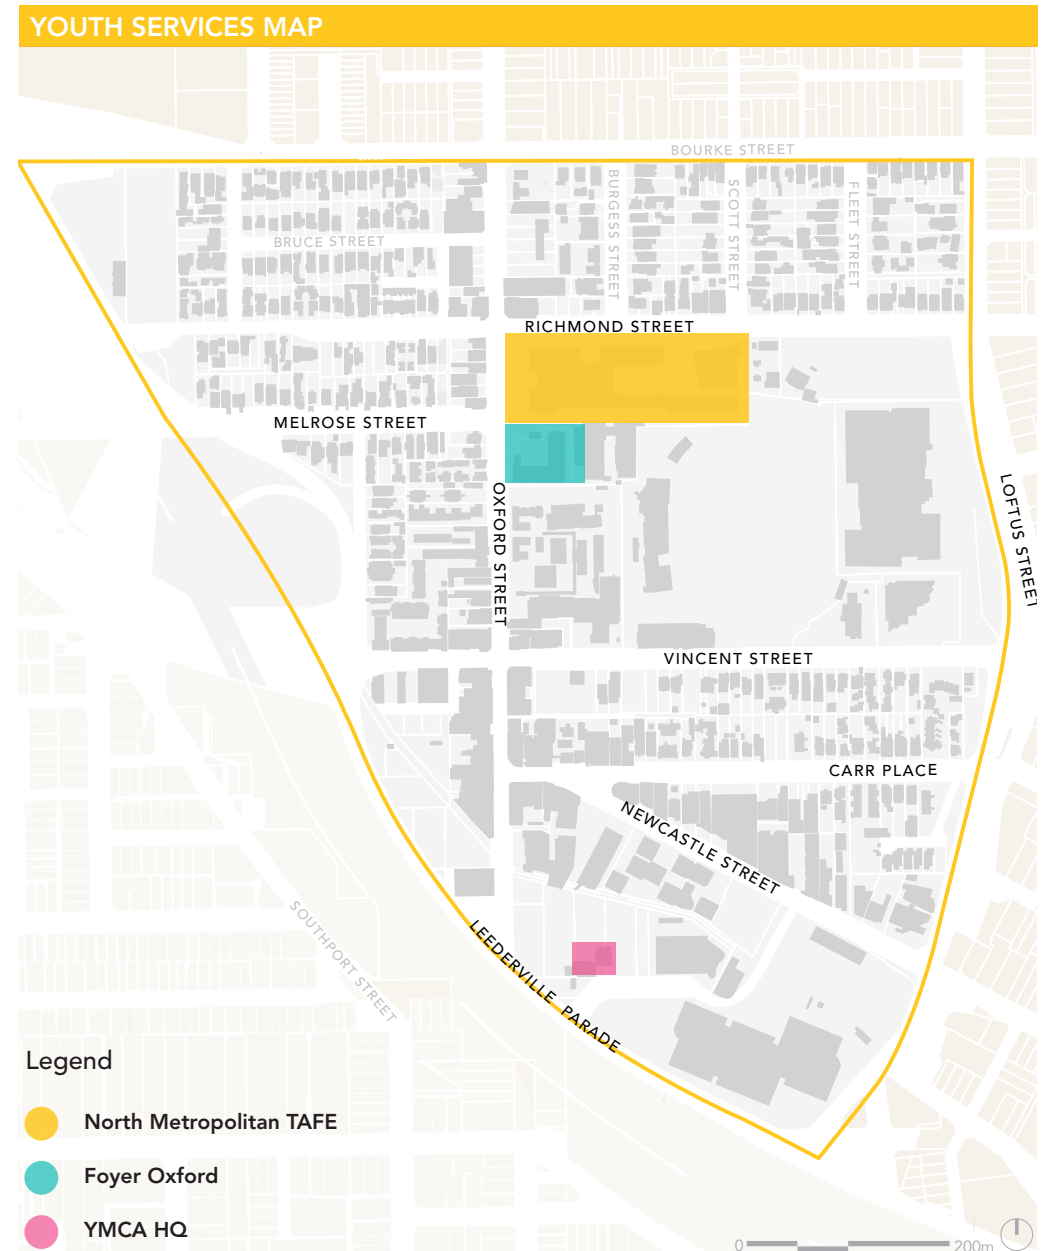 YOUTH SERVICES MAP
BOURKE STREET
BURGESS STREET
SCOTT STREET
FLEET STREET
BRUCE STREET
RICHMOND STREET
MELROSE STREET
OXFORD STREET
LOFTUS STREET
VINCENT STREET
CARR PLACE
NEWCASTLE STREET
SOUTHPORT STREET
LEEDERVILLE PARADE
Legend
North Metropolitan TAFE
Foyer Oxford
YMCA HQ
0 200m